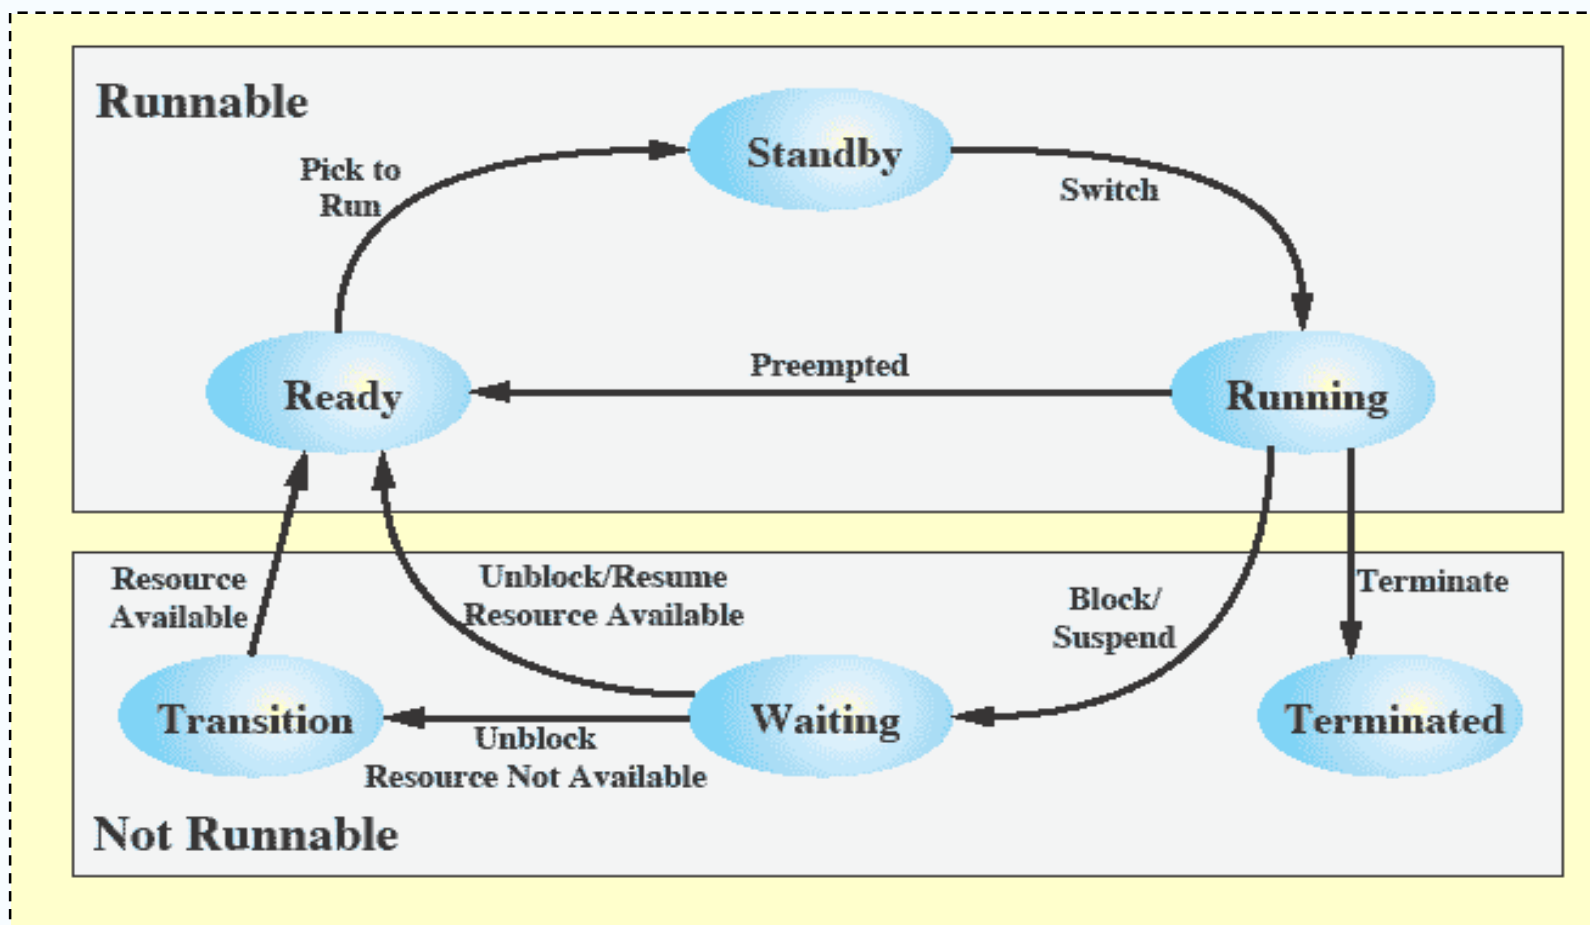 Runnable
Standby
Pick to
Run
Switch
Preempted
Ready
Running
Resource
Available
Unblock/Resume
Resource Available
Block/
Suspend
Terminate
Transition
Waiting
Terminated
Unblock
Resource Not Available
Not Runnable